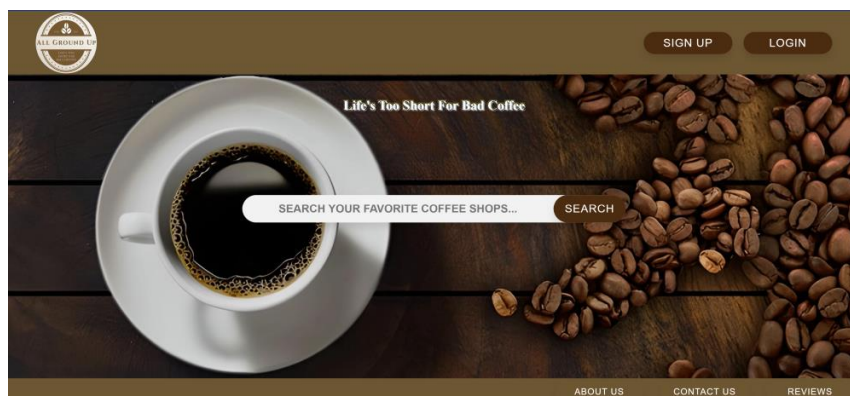 ALL GROUND UP
SIGN UP
LOGIN
Life's Too Short For Bad Coffee
SEARCH YOUR FAVORITE COFFEE SHOPS...
SEARCH
ABOUT US
CONTACT US
REVIEWS